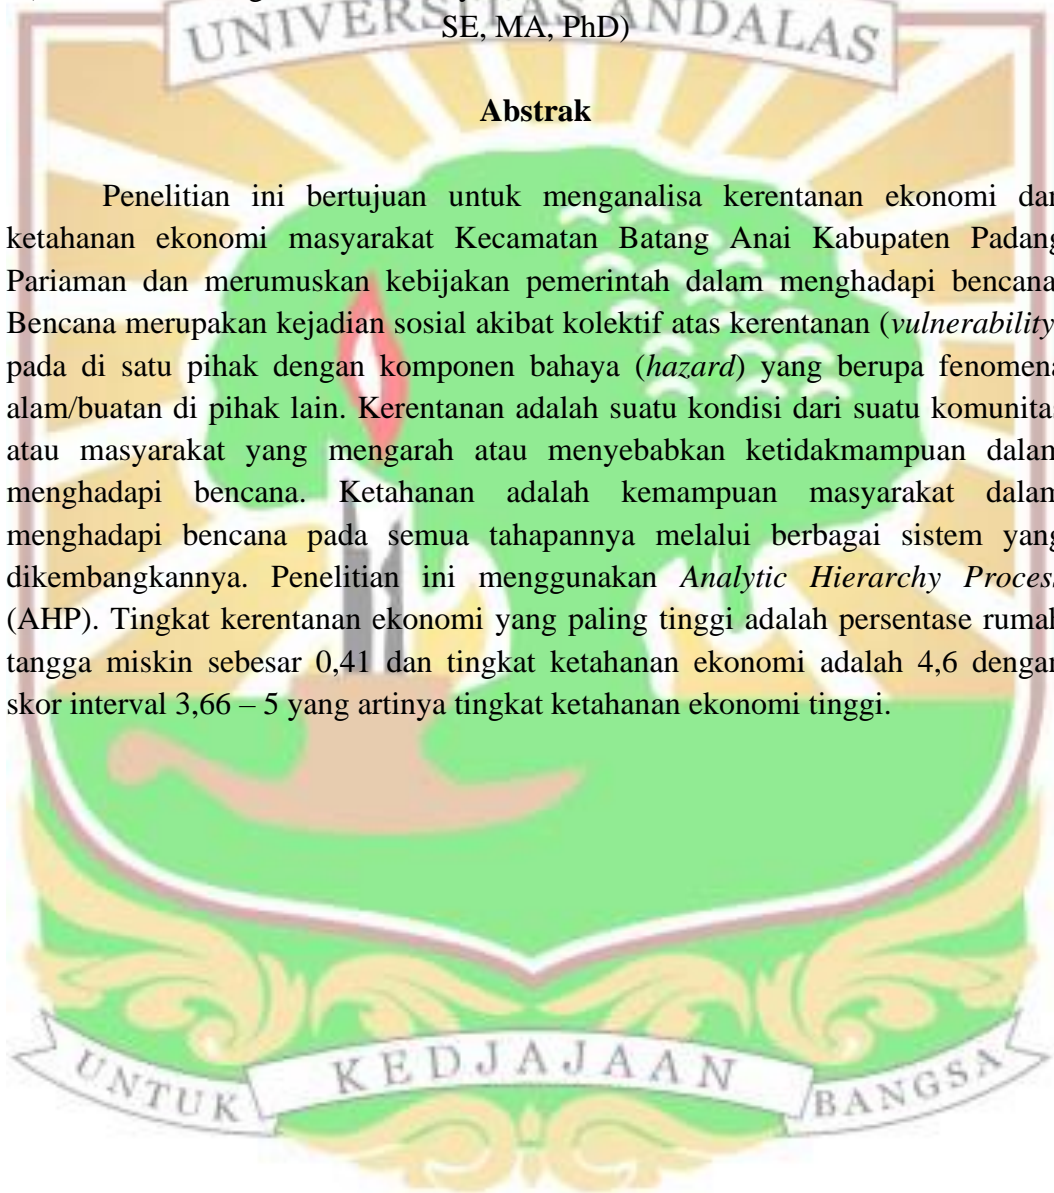 UNIVERSITAS ANDALAS
SE, MA, PhD)
Abstrak
Penelitian ini bertujuan untuk menganalisa kerentanan ekonomi dan
ketahanan ekonomi masyarakat Kecamatan Batang Anai Kabupaten Padang
Pariaman dan merumuskan kebijakan pemerintah dalam menghadapi bencana
Bencana merupakan kejadian sosial akibat kolektif atas kerentanan (vulnerability
pada di satu pihak dengan komponen bahaya (hazard) yang berupa fenomena
alam/buatan di pihak lain. Kerentanan adalah suatu kondisi dari suatu komunitas
atau masyarakat yang mengarah atau menyebabkan ketidakmampuan dalam
menghadapi bencana. Ketahanan adalah kemampuan masyarakat dalam
menghadapi bencana pada semua tahapannya melalui berbagai sistem yang
dikembangkannya. Penelitian ini menggunakan Analytic Hierarchy Process
(AHP). Tingkat kerentanan ekonomi yang paling tinggi adalah persentase rumah
tangga miskin sebesar 0,41 dan tingkat ketahanan ekonomi adalah 4,6 dengan
skor interval 3,66 – 5 yang artinya tingkat ketahanan ekonomi tinggi.
UNTUK KEDJAJAAN BANGSA